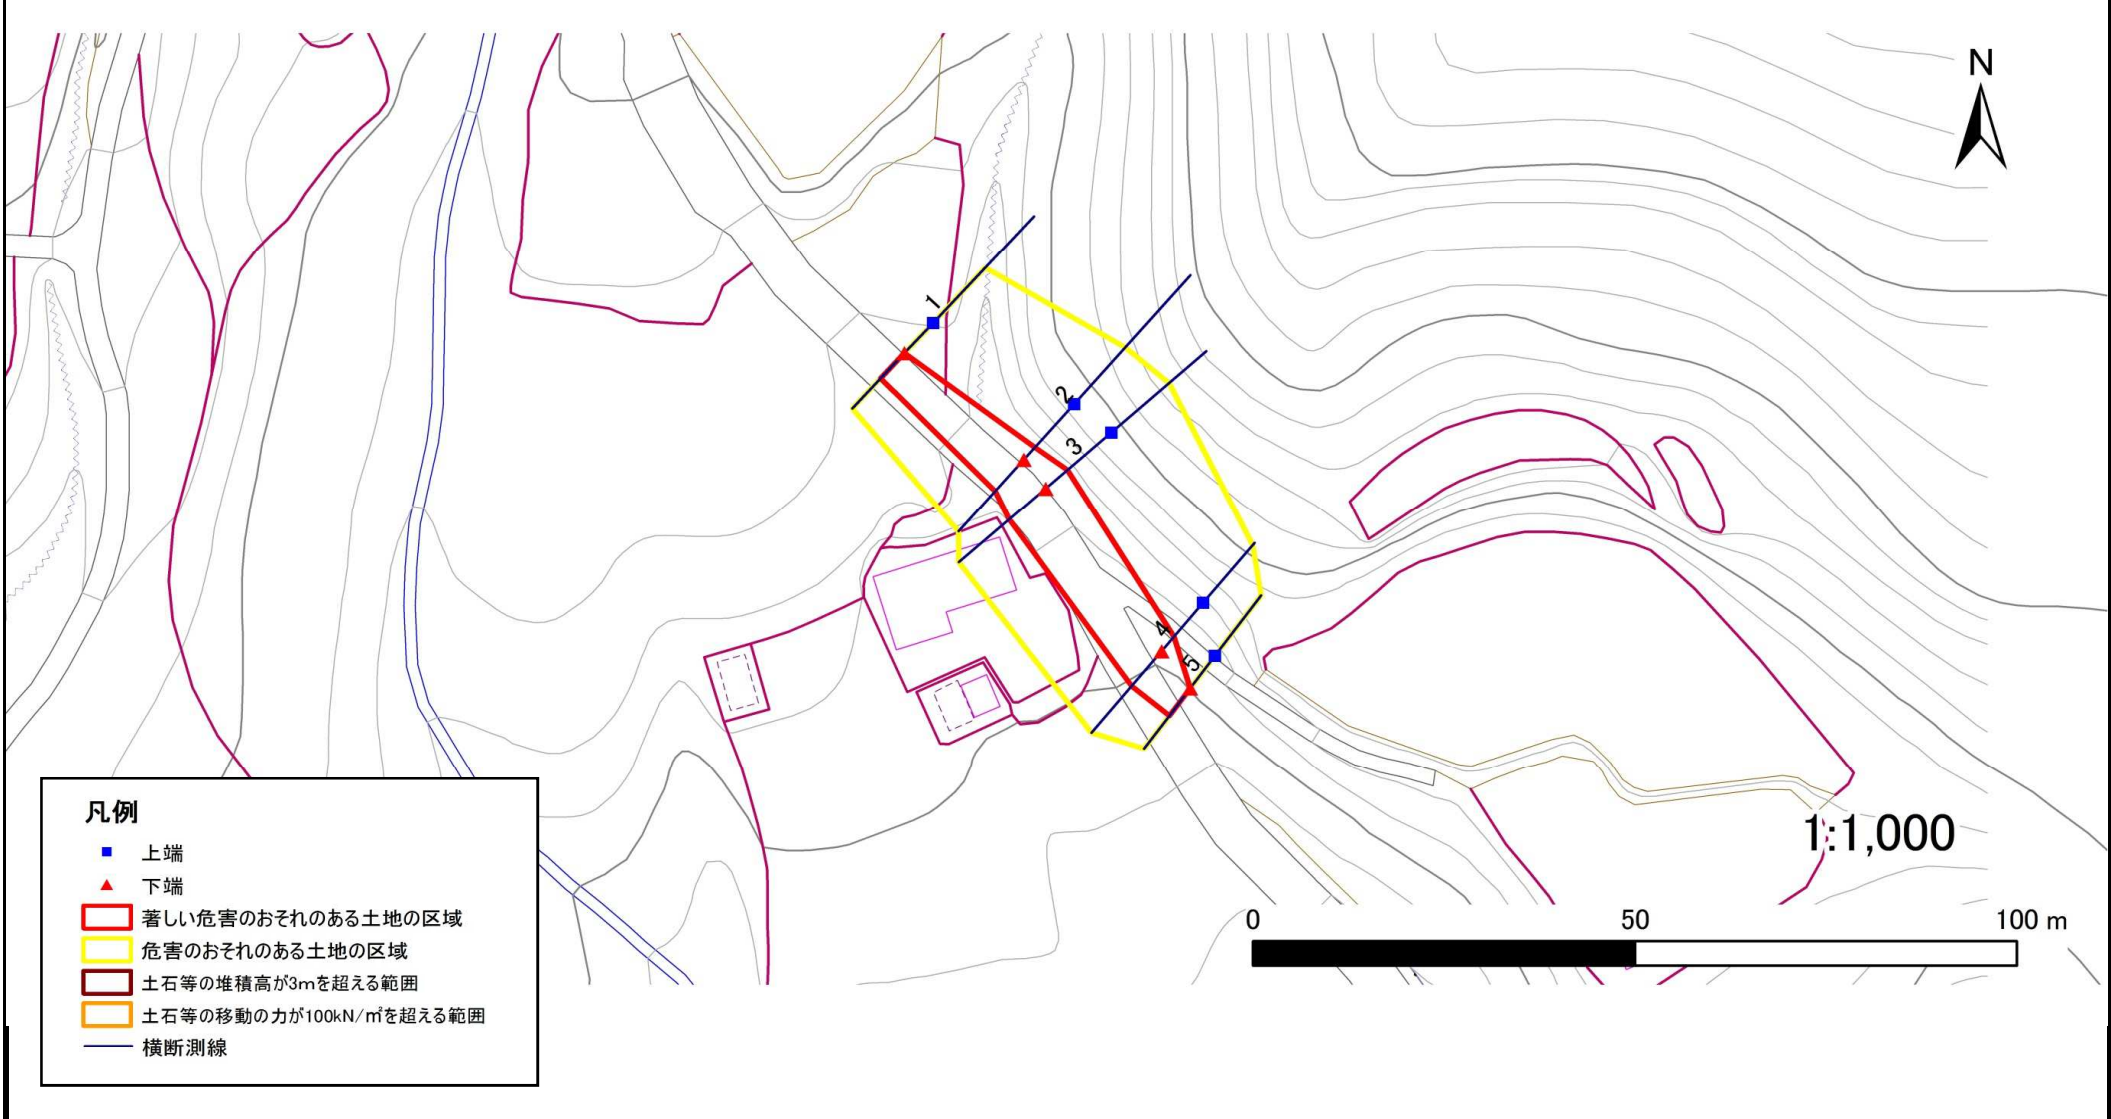 N
1
2
3
4
5
1:1,000
0 50 100 m
凡例
上端
下端
著しい危害のおそれのある土地の区域
危害のおそれのある土地の区域
土石等の堆積高が3mを超える範囲
土石等の移動の力が100kN/㎡を超える範囲
横断測線